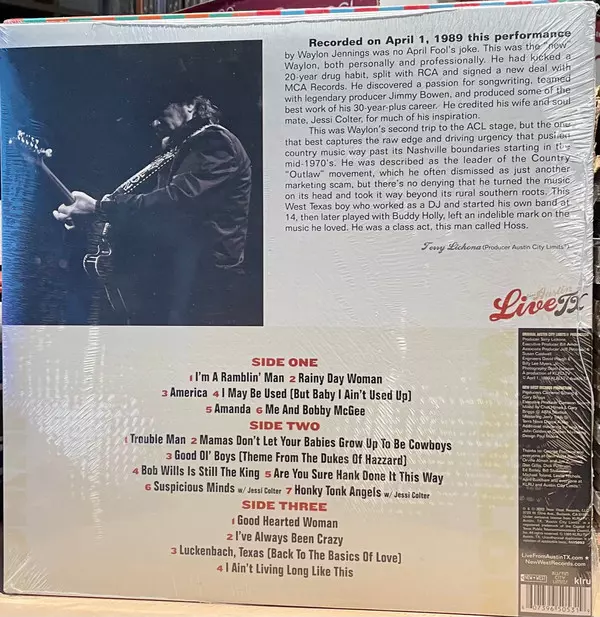 Recorded on April 1, 1989 this performance
by Waylon Jennings was no April Fool's joke. This was the "new"
Waylon, both personally and professionally. He had kicked a
20-year drug habit, split with RCA and signed a new deal with
MCA Records. He discovered a passion for songwriting, teamed
with legendary producer Jimmy Bowen, and produced some of the
best work of his 30-year-plus career. He credited his wife and soul
mate, Jessi Colter, for much of his inspiration.
This was Waylon's second trip to the ACL stage, but the one
that best captures the raw edge and driving urgency that pushed
country music way past its Nashville boundaries starting in the
mid-1970's. He was described as the leader of the Country
"Outlaw" movement, which he often dismissed as just another
marketing scam, but there's no denying that he turned the music
on its head and took it way beyond its rural southern roots. This
West Texas boy who worked as a DJ and started his own band at
14, then later played with Buddy Holly, left an indelible mark on
the music he loved. He was a class act, this man called Hoss.
Terry Lickona (Producer Austin City Limits®)
Live Austin TX
SIDE ONE
1 I'm A Ramblin' Man 2 Rainy Day Woman
3 America 4 I May Be Used (But Baby I Ain't Used Up)
5 Amanda 6 Me And Bobby McGee
SIDE TWO
1 Trouble Man 2 Mamas Don't Let Your Babies Grow Up To Be Cowboys
3 Good Ol' Boys (Theme From The Dukes Of Hazzard)
4 Bob Wills Is Still The King 5 Are You Sure Hank Done It This Way
6 Suspicious Minds w/ Jessi Colter 7 Honky Tonk Angels w/ Jessi Colter
SIDE THREE
1 Good Hearted Woman
2 I've Always Been Crazy
3 Luckenbach, Texas (Back To The Basics Of Love)
4 I Ain't Living Long Like This
LiveFromAustinTX.com
NewWestRecords.com
klru